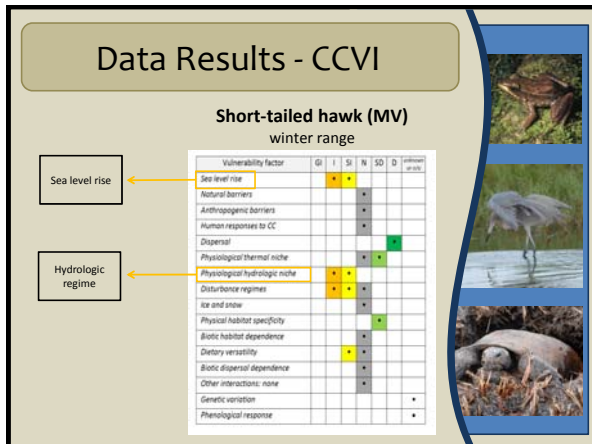 Data Results - CCVI
Short-tailed hawk (MV)
winter range
Sea level rise
Hydrologic
regime
Vulnerability factor GI I SI N SD D unknown
or n/a
Sea level rise • •
Natural barriers •
Anthropogenic barriers •
Human responses to CC •
Dispersal •
Physiological thermal niche • •
Physiological hydrologic niche • •
Disturbance regimes • • •
Ice and snow •
Physical habitat specificity •
Biotic habitat dependence •
Dietary versatility • •
Biotic dispersal dependence •
Other interactions: none •
Genetic variation •
Phenological response •